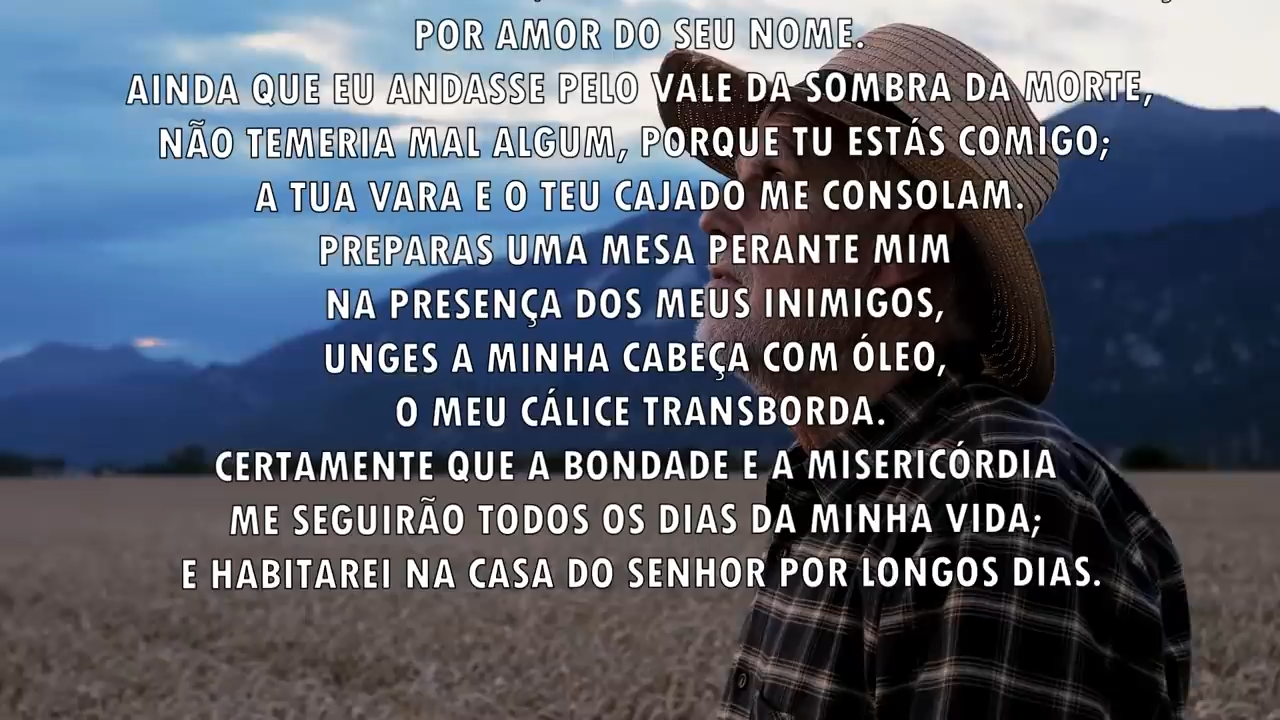 POR AMOR DO SEU NOME.
AINDA QUE EU ANDASSE PELO VALE DA SOMBRA DA MORTE,
NÃO TEMERIA MAL ALGUM, PORQUE TU ESTÁS COMIGO;
A TUA VARA E O TEU CAJADO ME CONSOLAM.
PREPARAS UMA MESA PERANTE MIM
NA PRESENÇA DOS MEUS INIMIGOS,
UNGES A MINHA CABEÇA COM ÓLEO,
O MEU CÁLICE TRANSBORDA.
CERTAMENTE QUE A BONDADE E A MISERICÓRDIA
ME SEGUIRÃO TODOS OS DIAS DA MINHA VIDA;
E HABITAREI NA CASA DO SENHOR POR LONGOS DIAS.